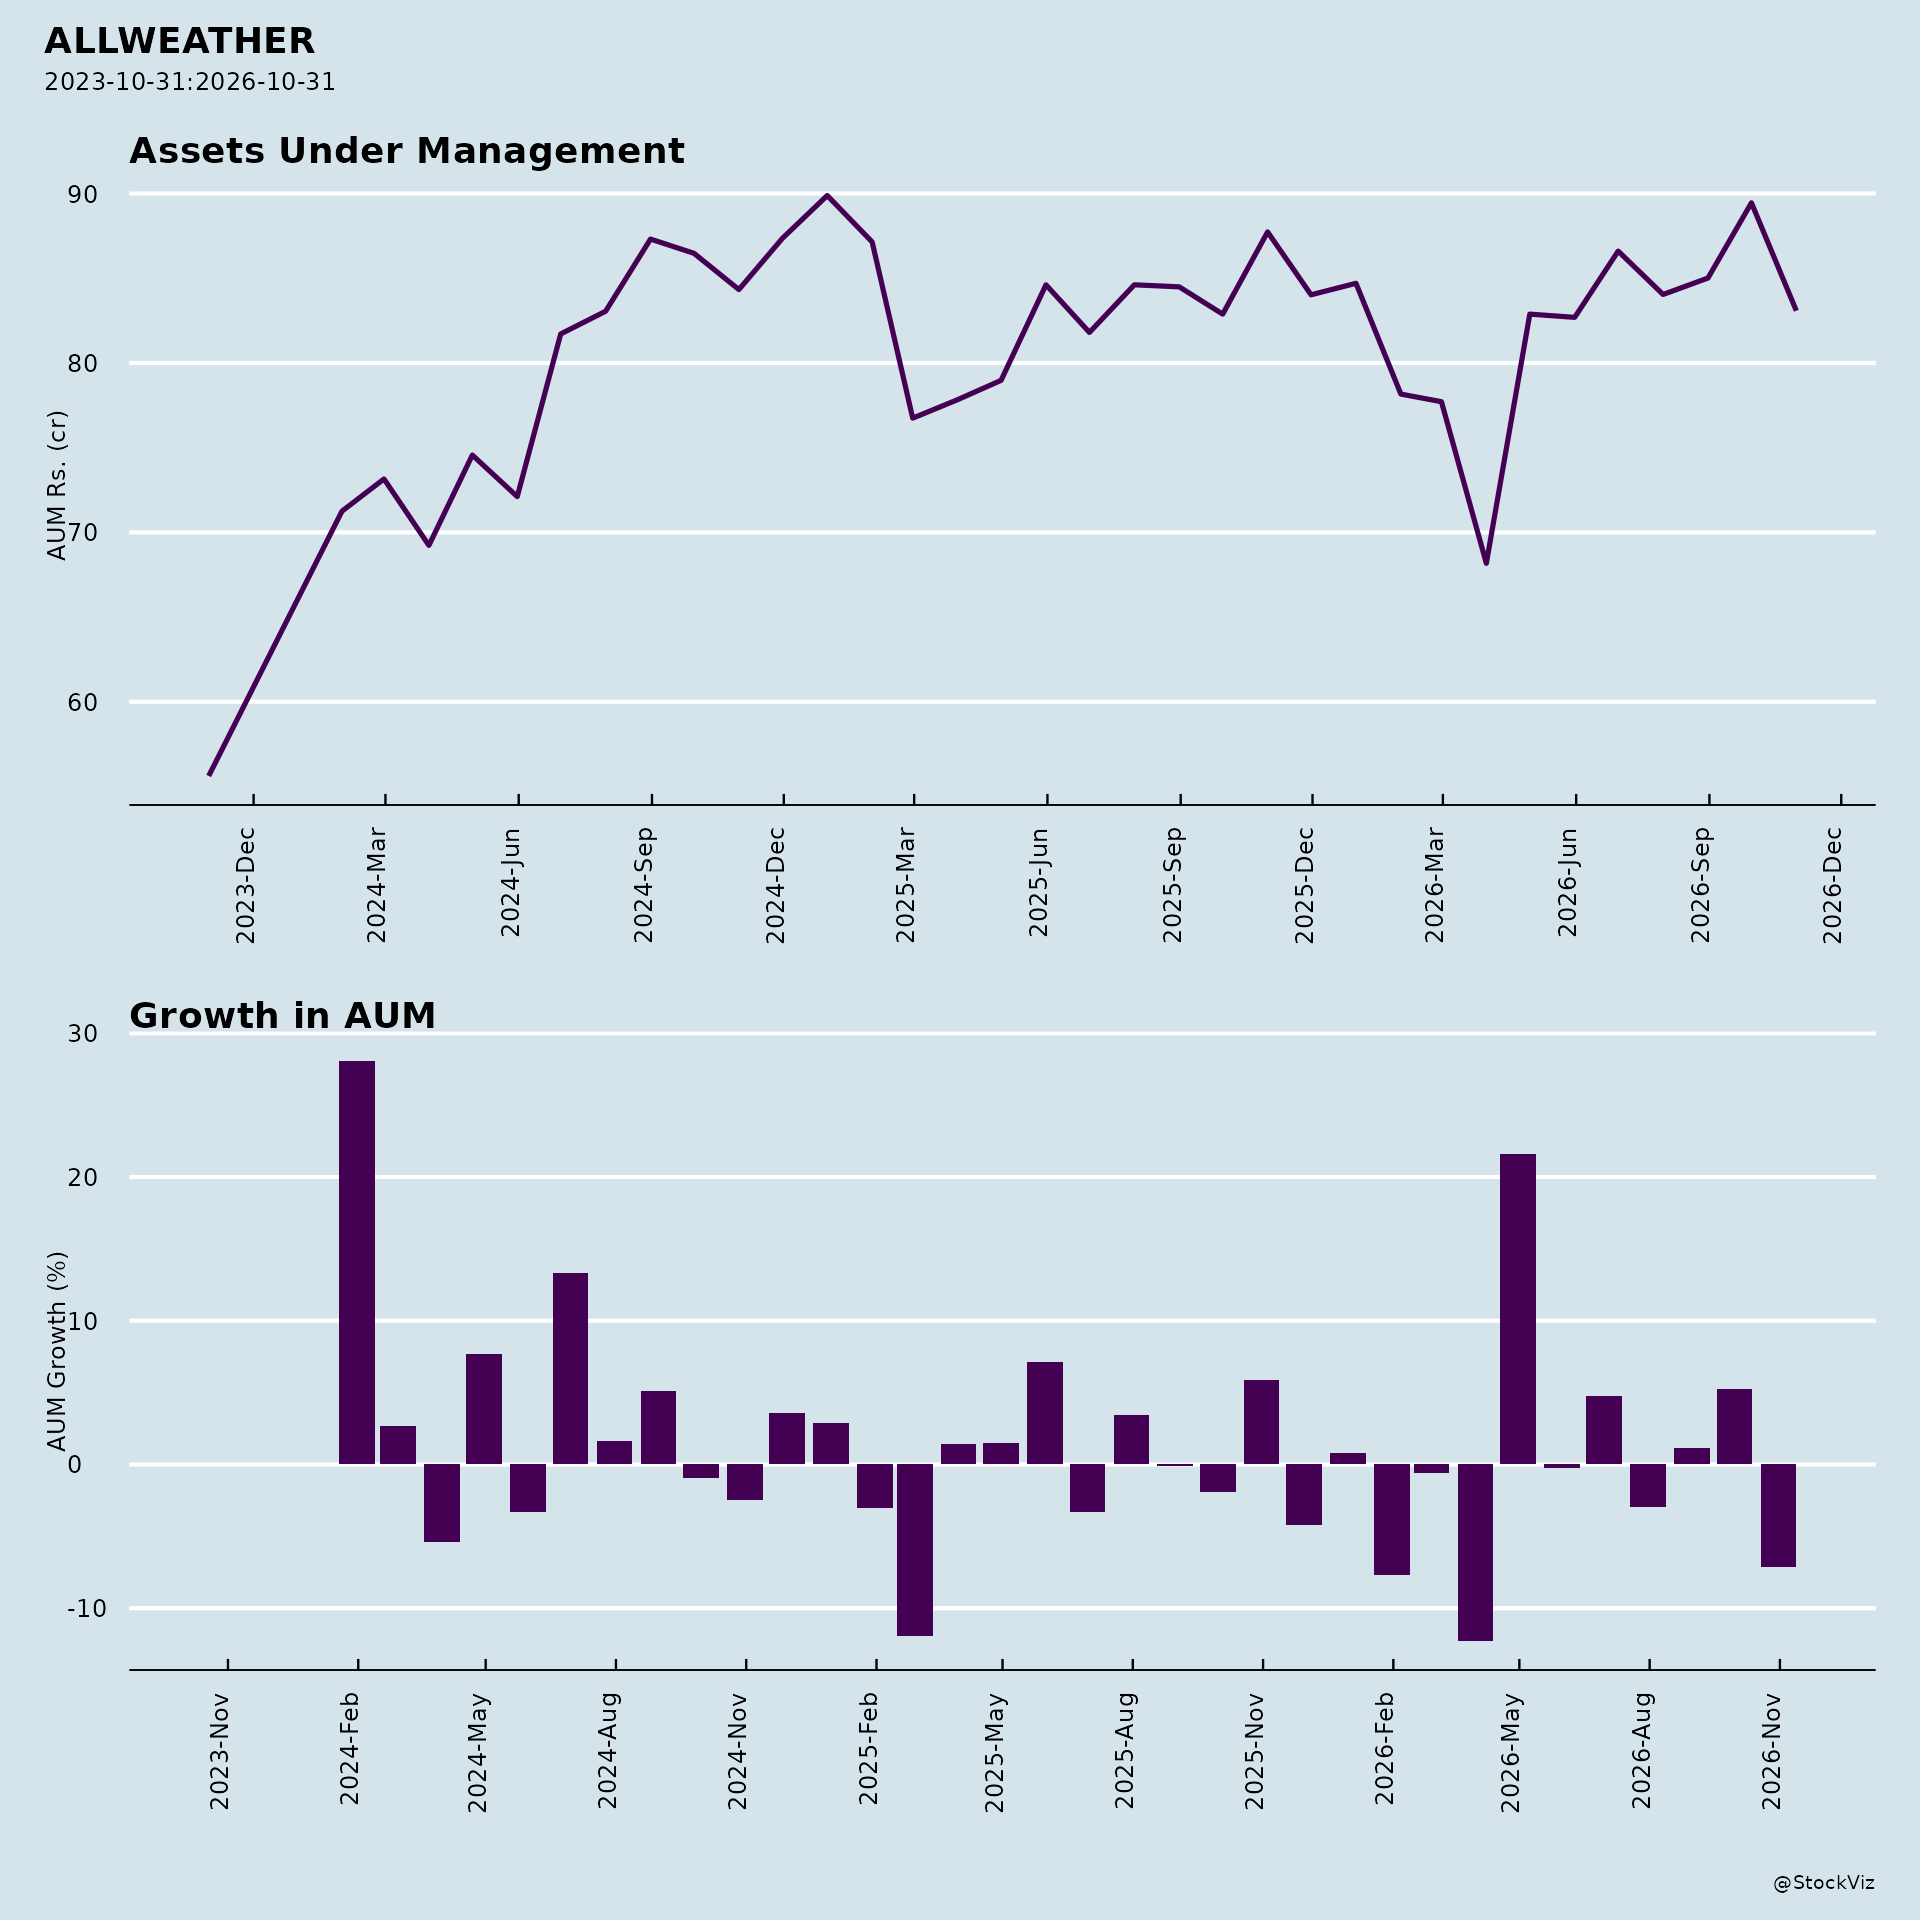 ALLWEATHER
2023-10-31:2026-10-31
Assets Under Management
AUM Rs. (cr)
90
80
70
60
2023-Dec
2024-Mar
2024-Jun
2024-Sep
2024-Dec
2025-Mar
2025-Jun
2025-Sep
2025-Dec
2026-Mar
2026-Jun
2026-Sep
2026-Dec
Growth in AUM
AUM Growth (%)
30
20
10
0
-10
2023-Nov
2024-Feb
2024-May
2024-Aug
2024-Nov
2025-Feb
2025-May
2025-Aug
2025-Nov
2026-Feb
2026-May
2026-Aug
2026-Nov
@StockViz